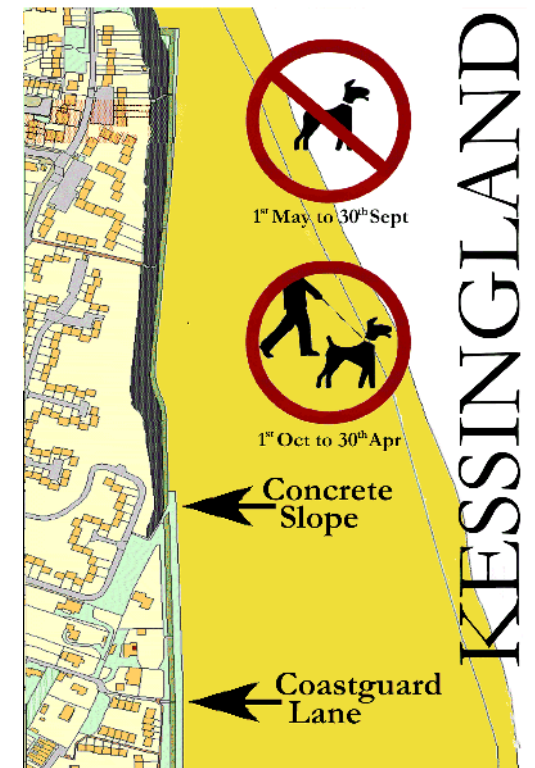 1st May to 30th Sept
1st Oct to 30th Apr
Concrete
Slope
Coastguard
Lane
KESSINGLAND